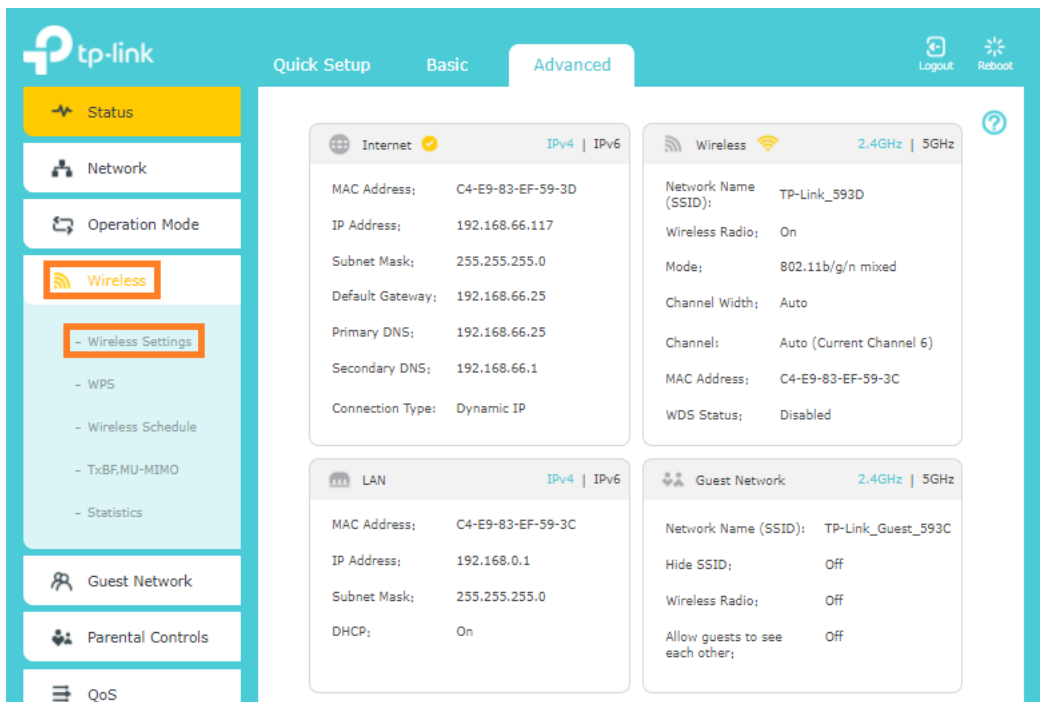 tp-link
Quick Setup Basic Advanced Logout Reboot
Status
Network
Operation Mode
Wireless
- Wireless Settings
- WPS
- Wireless Schedule
- TxBF,MU-MIMO
- Statistics
Guest Network
Parental Controls
QoS
Internet IPv4 | IPv6
MAC Address: C4-E9-83-EF-59-3D
IP Address: 192.168.66.117
Subnet Mask: 255.255.255.0
Default Gateway: 192.168.66.25
Primary DNS: 192.168.66.25
Secondary DNS: 192.168.66.1
Connection Type: Dynamic IP
Wireless 2.4GHz | 5GHz
Network Name
(SSID): TP-Link_593D
Wireless Radio: On
Mode: 802.11b/g/n mixed
Channel Width: Auto
Channel: Auto (Current Channel 6)
MAC Address: C4-E9-83-EF-59-3C
WDS Status: Disabled
LAN IPv4 | IPv6
MAC Address: C4-E9-83-EF-59-3C
IP Address: 192.168.0.1
Subnet Mask: 255.255.255.0
DHCP: On
Guest Network 2.4GHz | 5GHz
Network Name (SSID): TP-Link_Guest_593C
Hide SSID: Off
Wireless Radio: Off
Allow guests to see Off
each other: